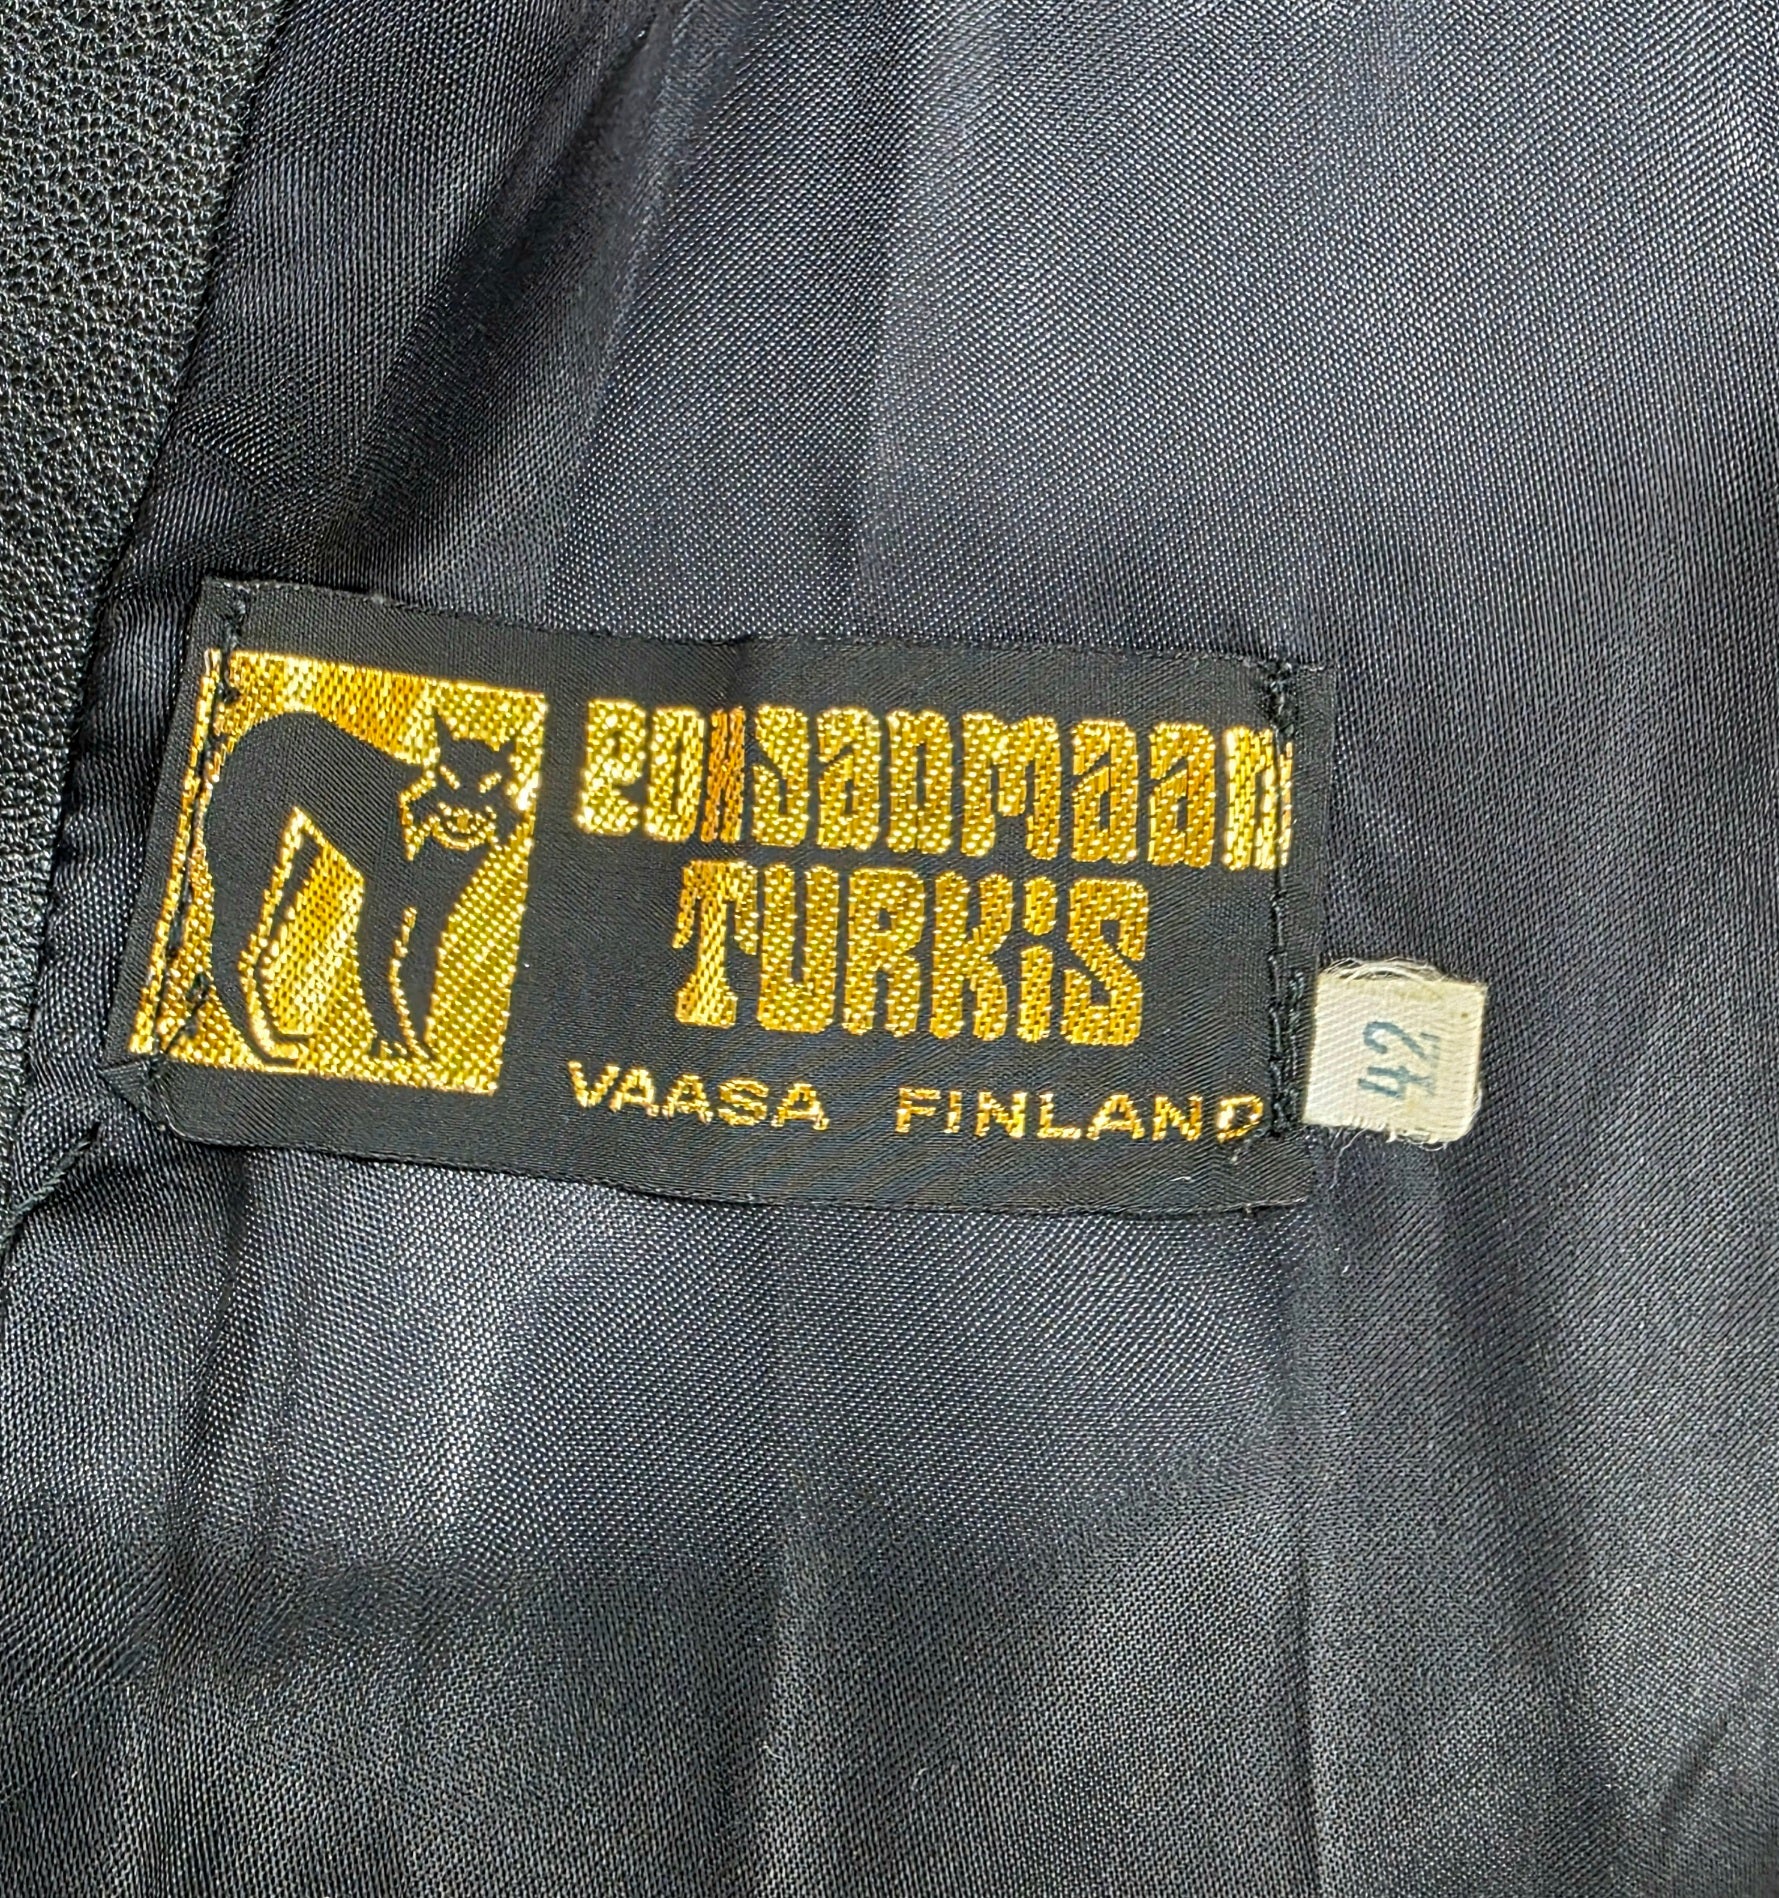 POHJANMAAN
TURKiS
VAASA FINLAND
42